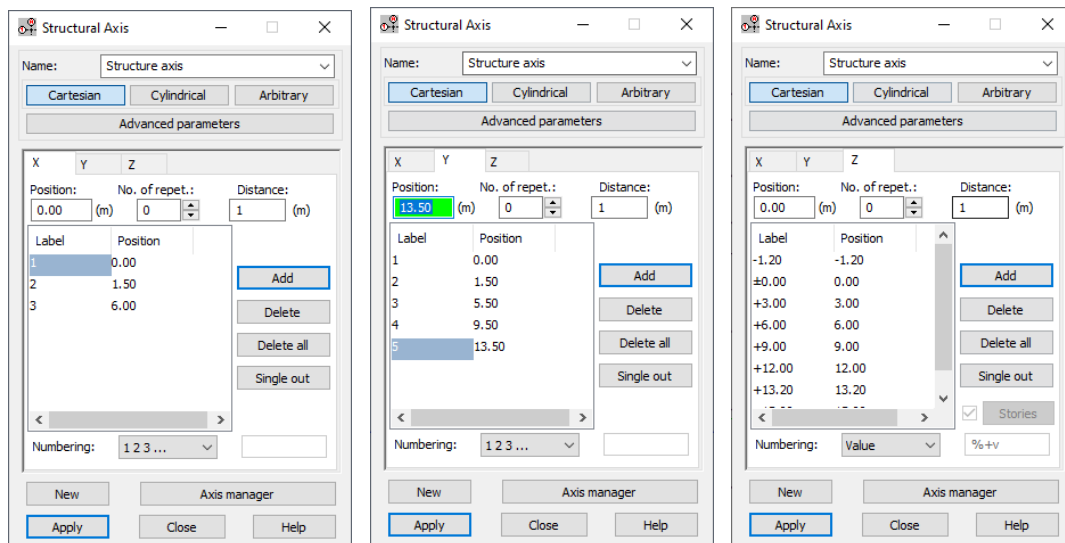 Structural Axis
Name: Structure axis
Cartesian Cylindrical Arbitrary
Advanced parameters
X Y Z
Position: No. of repet.: Distance:
0.00 (m) 0 1 (m)
Label Position
1 0.00
2 1.50
3 6.00
Add
Delete
Delete all
Single out
Numbering: 1 2 3 ...
New Axis manager
Apply Close Help
Structural Axis
Name: Structure axis
Cartesian Cylindrical Arbitrary
Advanced parameters
X Y Z
Position: No. of repet.: Distance:
13.50 (m) 0 1 (m)
Label Position
1 0.00
2 1.50
3 5.50
4 9.50
5 13.50
Add
Delete
Delete all
Single out
Numbering: 1 2 3 ...
New Axis manager
Apply Close Help
Structural Axis
Name: Structure axis
Cartesian Cylindrical Arbitrary
Advanced parameters
X Y Z
Position: No. of repet.: Distance:
0.00 (m) 0 1 (m)
Label Position
-1.20 -1.20
±0.00 0.00
+3.00 3.00
+6.00 6.00
+9.00 9.00
+12.00 12.00
+13.20 13.20
Add
Delete
Delete all
Single out
Stories
Numbering: Value %+v
New Axis manager
Apply Close Help